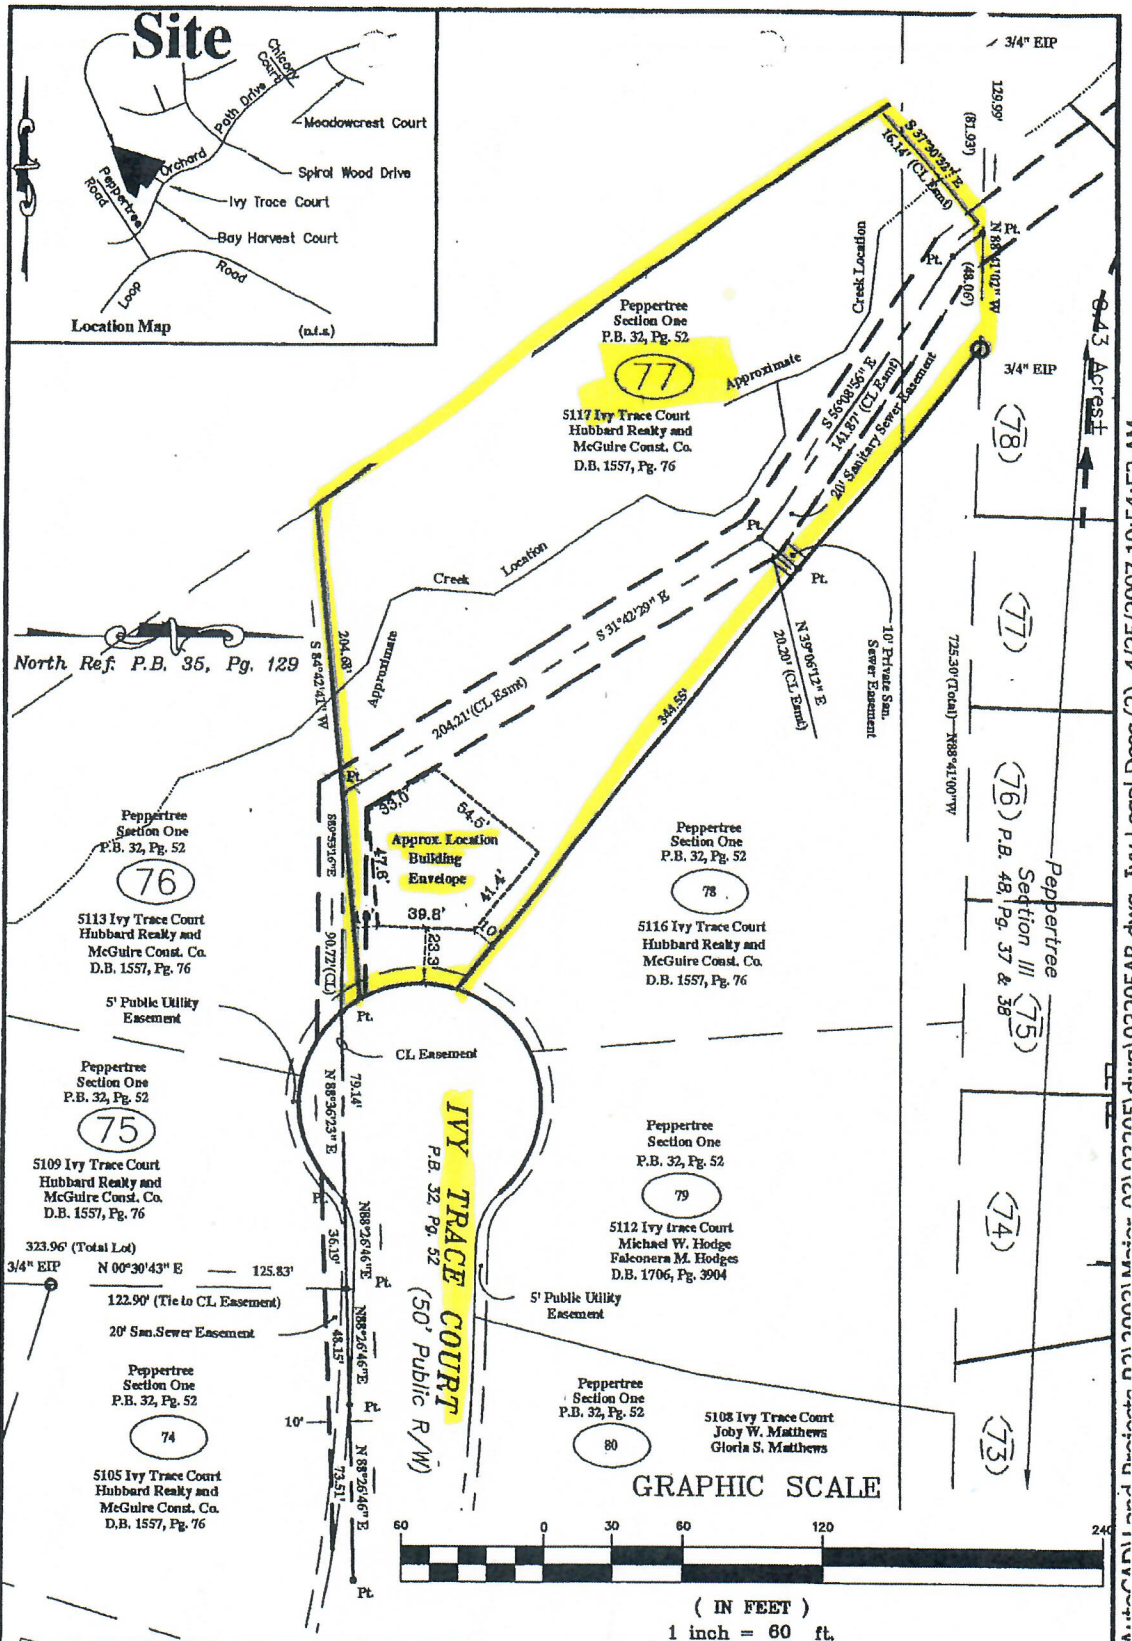 Site
Chicory
Court
Path Drive
Meadowcrest Court
Orchard
Spiral Wood Drive
Peppertree
Road
Ivy Trace Court
Bay Harvest Court
Loop
Road
Location Map
(n.t.s.)
3/4" EIP
129.99'
(81.93')
S 37°30'32" E
16.14' (CL Esmt)
Pt.
N 88°41'02" W
(48.06')
Pt.
Creek Location
Peppertree
Section One
P.B. 32, Pg. 52
77
Approximate
5117 Ivy Trace Court
Hubbard Realty and
McGuire Const. Co.
D.B. 1557, Pg. 76
S 56°08'56" E
141.87' (CL Esmt)
20' Sanitary Sewer Easement
3/4" EIP
8.43 Acres±
(78)
Pt.
Pt.
Creek
Location
S 31°42'29" E
204.21' (CL Esmt)
N 39°06'12" E
20.20' (CL Esmt)
10' Private San.
Sewer Easement
344.55'
725.30' (Total) N88°41'00"W
(77)
North Ref: P.B. 35, Pg. 129
204.68'
S 84°42'41" W
Approximate
Pt.
33.0'
54.5'
47.8'
41.4'
39.8'
10'
23.3'
Approx. Location
Building
Envelope
S89°53'16"E
90.72'(CL)
Peppertree
Section One
P.B. 32, Pg. 52
76
5113 Ivy Trace Court
Hubbard Realty and
McGuire Const. Co.
D.B. 1557, Pg. 76
Peppertree
Section One
P.B. 32, Pg. 52
78
5116 Ivy Trace Court
Hubbard Realty and
McGuire Const. Co.
D.B. 1557, Pg. 76
(76) P.B. 48, Pg. 37 & 38
Peppertree
Section III
(75)
5' Public Utility
Easement
Pt.
CL Easement
Peppertree
Section One
P.B. 32, Pg. 52
75
5109 Ivy Trace Court
Hubbard Realty and
McGuire Const. Co.
D.B. 1557, Pg. 76
79.14'
N 88°36'23" E
IVY TRACE COURT
P.B. 32, Pg. 52
(50' Public R/W)
Peppertree
Section One
P.B. 32, Pg. 52
79
5112 Ivy trace Court
Michael W. Hodge
Falconera M. Hodges
D.B. 1706, Pg. 3904
(74)
Pt.
N88°26'46"E
36.19'
323.96' (Total Lot)
3/4" EIP
N 00°30'43" E
125.83'
Pt.
122.90' (Tie to CL Easement)
20' San.Sewer Easement
N88°26'46"E
48.15'
5' Public Utility
Easement
Peppertree
Section One
P.B. 32, Pg. 52
74
5105 Ivy Trace Court
Hubbard Realty and
McGuire Const. Co.
D.B. 1557, Pg. 76
Pt.
10'
N 88°26'46" E
73.51'
Pt.
Peppertree
Section One
P.B. 32, Pg. 52
80
5108 Ivy Trace Court
Joby W. Matthews
Gloria S. Matthews
(73)
GRAPHIC SCALE
60
0
30
60
120
240
( IN FEET )
1 inch = 60 ft.